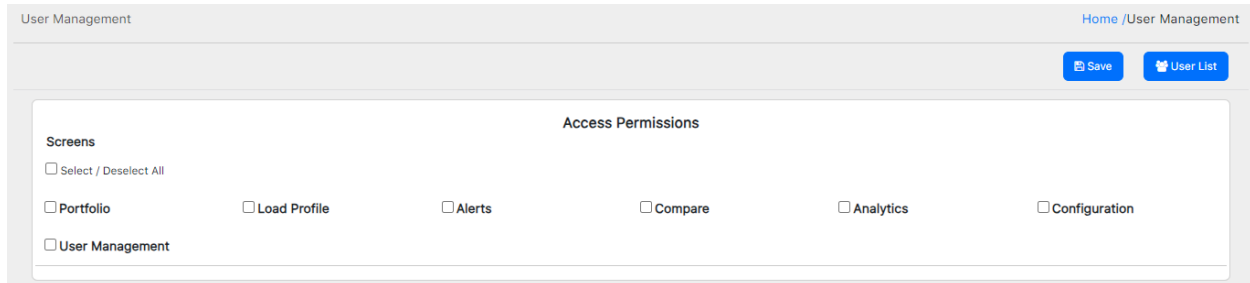 User Management
Home /User Management
Save
User List
Access Permissions
Screens
Select / Deselect All
Portfolio Load Profile Alerts Compare Analytics Configuration
User Management